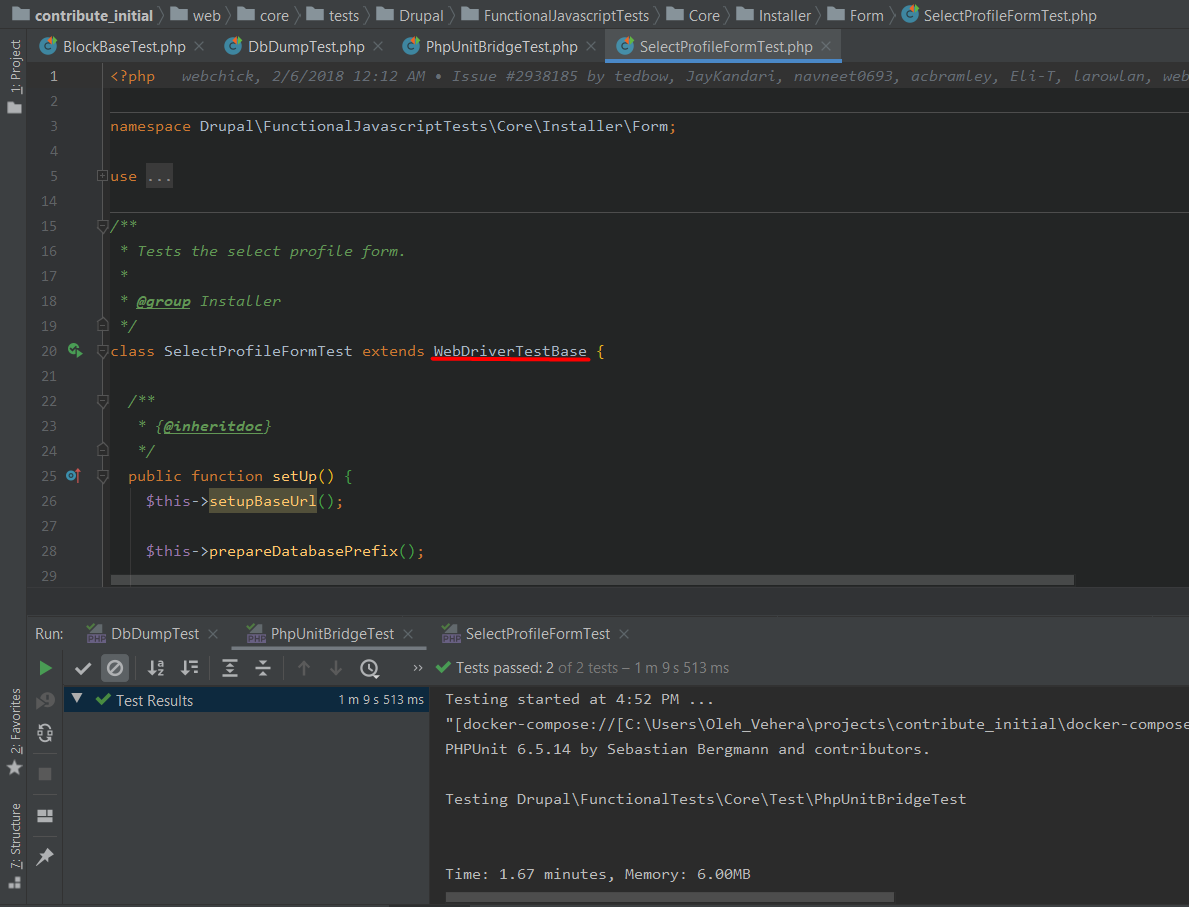 contribute_initial web core tests Drupal FunctionalJavascriptTests Core Installer Form SelectProfileFormTest.php
BlockBaseTest.php DbDumpTest.php PhpUnitBridgeTest.php SelectProfileFormTest.php
1: Project
1 <?php webchick, 2/6/2018 12:12 AM • Issue #2938185 by tedbow, JayKandari, navneet0693, acbramley, Eli-T, larowlan, web
2
3 namespace Drupal\FunctionalJavascriptTests\Core\Installer\Form;
4
5 use ...
14
15 /**
16 * Tests the select profile form.
17 *
18 * @group Installer
19 */
20 class SelectProfileFormTest extends WebDriverTestBase {
21
22 /**
23 * {@inheritdoc}
24 */
25 public function setUp() {
26 $this->setupBaseUrl();
27
28 $this->prepareDatabasePrefix();
29
Run: DbDumpTest PhpUnitBridgeTest SelectProfileFormTest
» Tests passed: 2 of 2 tests – 1 m 9 s 513 ms
Test Results 1 m 9 s 513 ms
Testing started at 4:52 PM ...
"[docker-compose://[C:\Users\Oleh_Vehera\projects\contribute_initial\docker-compose
PHPUnit 6.5.14 by Sebastian Bergmann and contributors.
Testing Drupal\FunctionalTests\Core\Test\PhpUnitBridgeTest
Time: 1.67 minutes, Memory: 6.00MB
2: Favorites
7: Structure